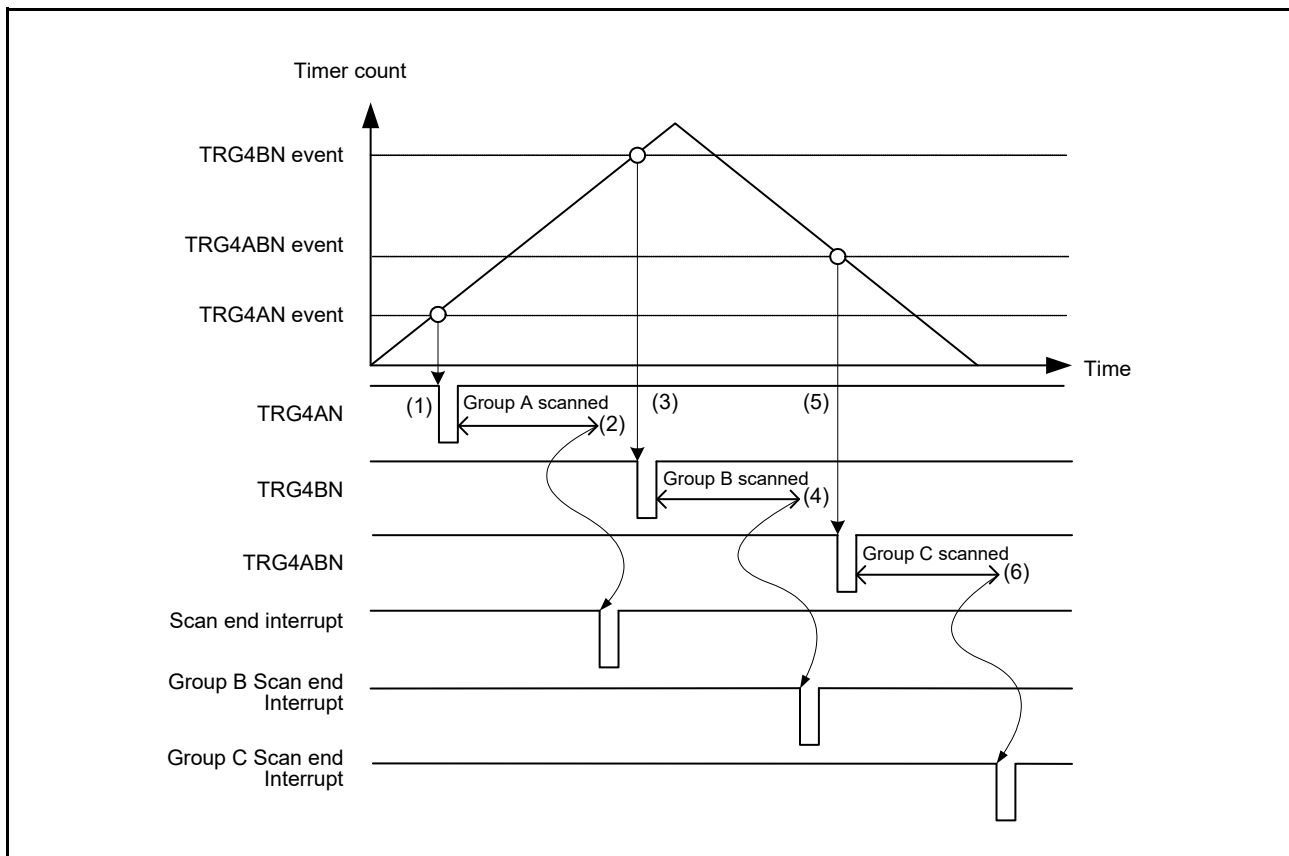 Timer count
TRG4BN event
TRG4ABN event
TRG4AN event
Time
TRG4AN
(1)
Group A scanned
(2)
(3)
(5)
TRG4BN
Group B scanned
(4)
TRG4ABN
Group C scanned
(6)
Scan end interrupt
Group B Scan end
Interrupt
Group C Scan end
Interrupt